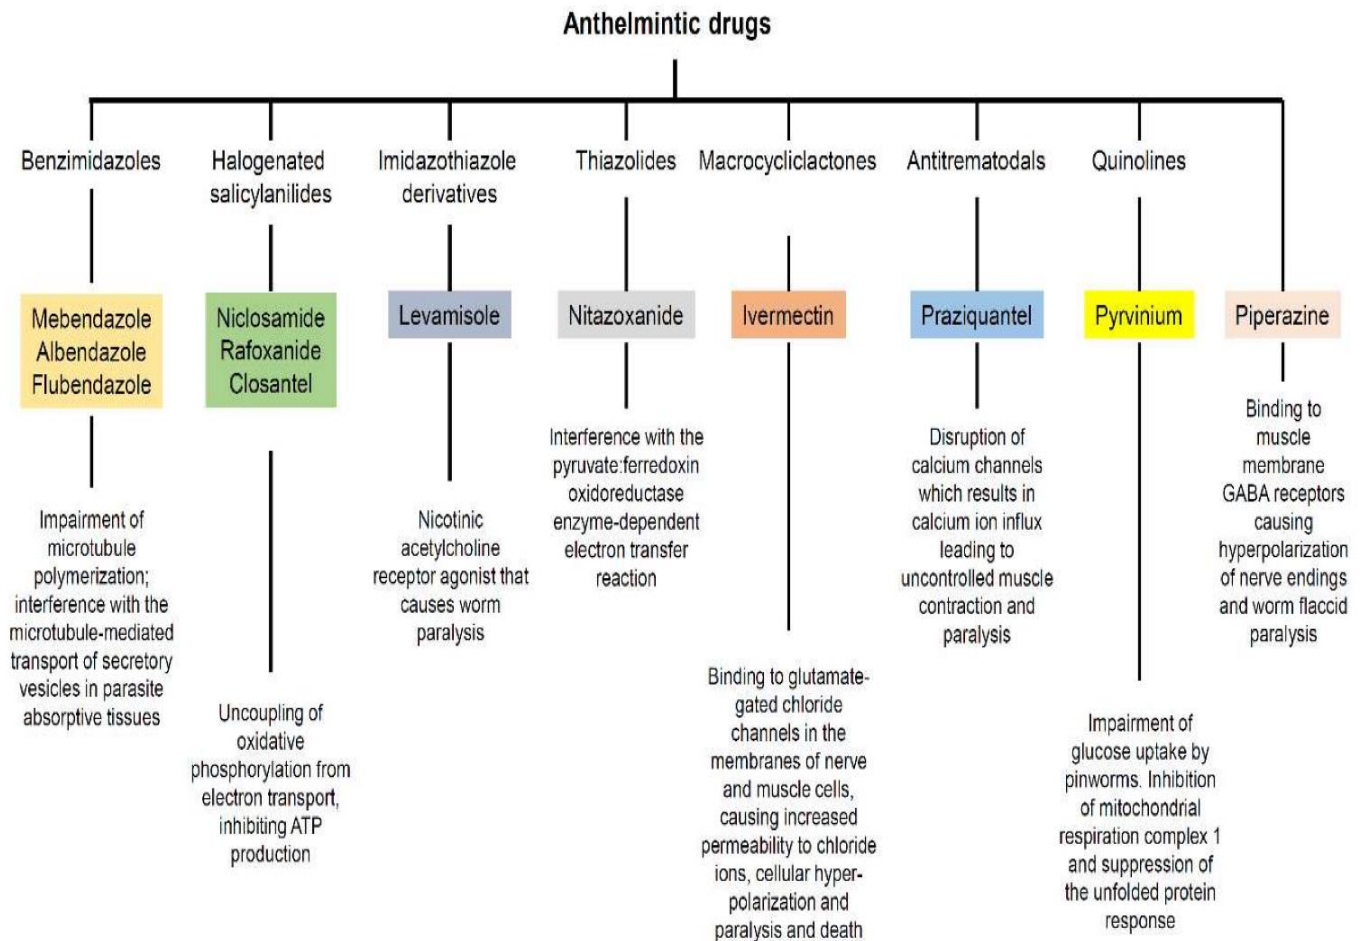 Anthelmintic drugs
Benzimidazoles
Halogenated
salicylanilides
Imidazothiazole
derivatives
Thiazolides
Macrocycliclactones
Antitrematodals
Quinolines
Mebendazole
Albendazole
Flubendazole
Niclosamide
Rafoxanide
Closantel
Levamisole
Nitazoxanide
Ivermectin
Praziquantel
Pyrvinium
Piperazine
Impairment of
microtubule
polymerization;
interference with the
microtubule-mediated
transport of secretory
vesicles in parasite
absorptive tissues
Uncoupling of
oxidative
phosphorylation from
electron transport,
inhibiting ATP
production
Nicotinic
acetylcholine
receptor agonist that
causes worm
paralysis
Interference with the
pyruvate:ferredoxin
oxidoreductase
enzyme-dependent
electron transfer
reaction
Binding to glutamate-
gated chloride
channels in the
membranes of nerve
and muscle cells,
causing increased
permeability to chloride
ions, cellular hyper-
polarization and
paralysis and death
Disruption of
calcium channels
which results in
calcium ion influx
leading to
uncontrolled muscle
contraction and
paralysis
Impairment of
glucose uptake by
pinworms. Inhibition
of mitochondrial
respiration complex 1
and suppression of
the unfolded protein
response
Binding to
muscle
membrane
GABA receptors
causing
hyperpolarization
of nerve endings
and worm flaccid
paralysis